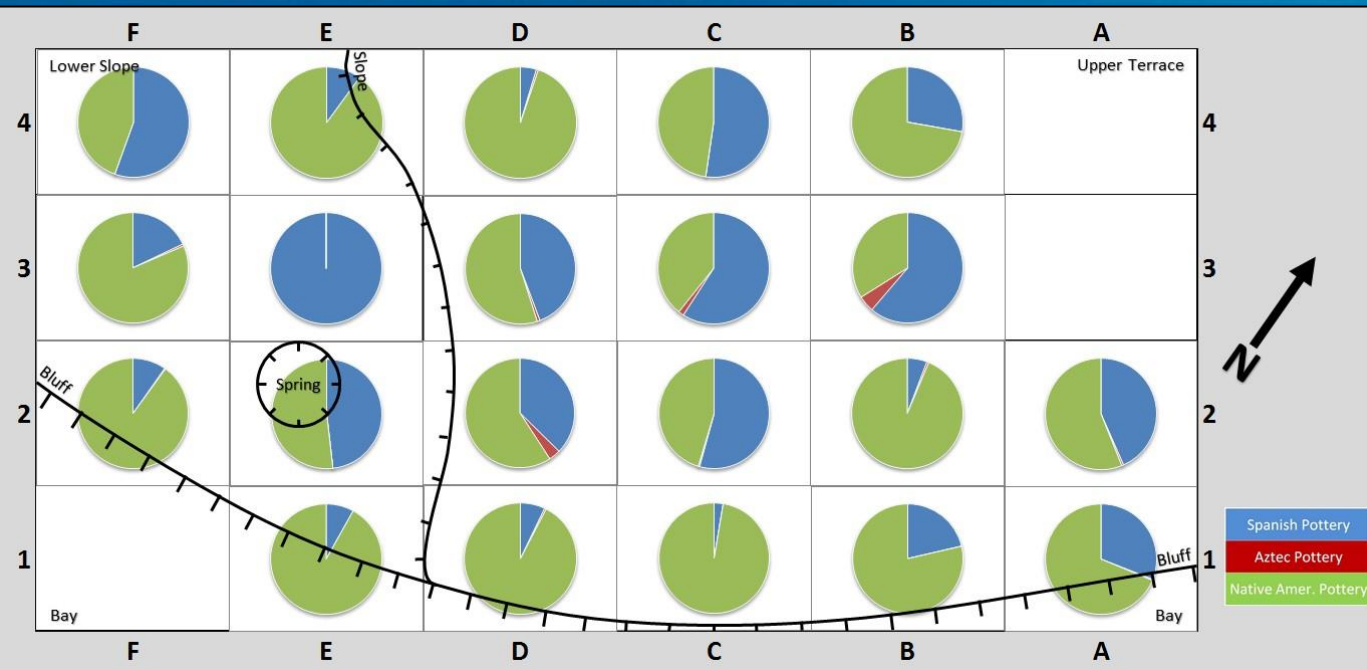 F E D C B A
Lower Slope
Slope
Upper Terrace
4 4
3 3
N
Bluff
Spring
2 2
Spanish Pottery
Aztec Pottery
Native Amer. Pottery
1 Bluff 1
Bay
Bay
F E D C B A